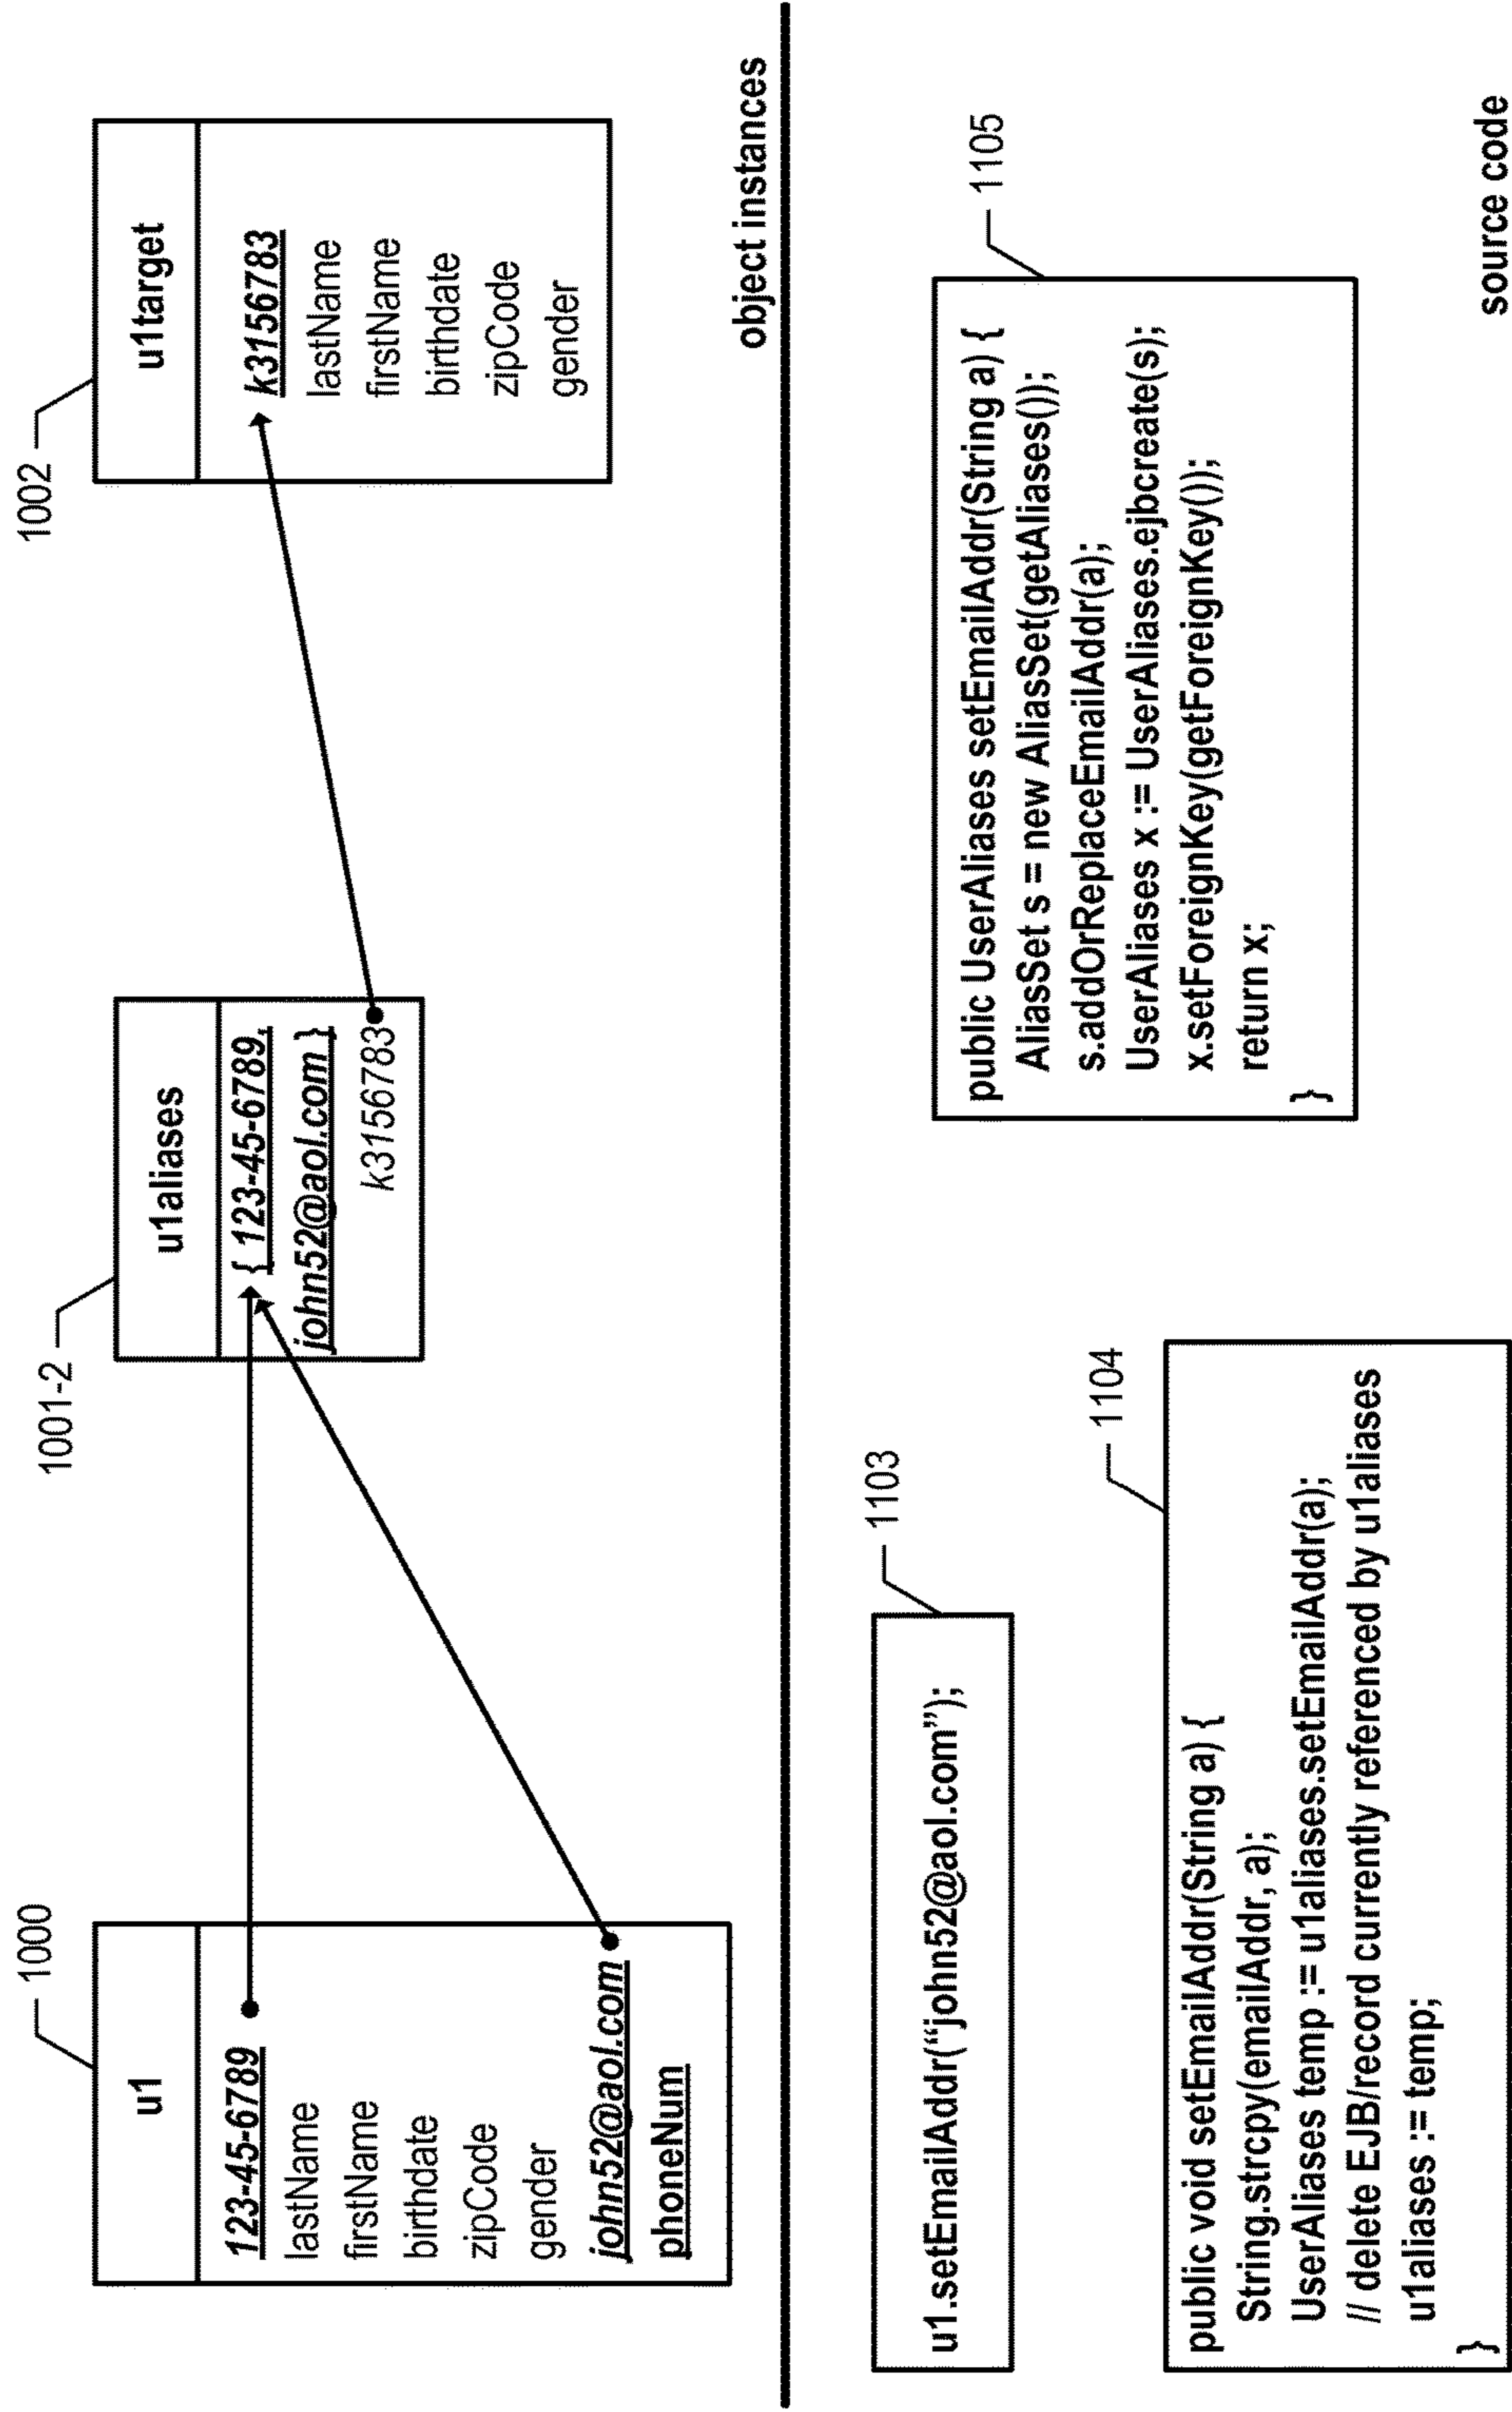 1000
u1
123-45-6789
lastName
firstName
birthdate
zipCode
gender
john52@aol.com
phoneNum
1001-2
u1aliases
{ 123-45-6789,
john52@aol.com }
k3156783
1002
u1target
k3156783
lastName
firstName
birthdate
zipCode
gender
object instances
1103
u1.setEmailAddr(“john52@aol.com”);
1104
public void setEmailAddr(String a) {
String.strcpy(emailAddr, a);
UserAliases temp := u1aliases.setEmailAddr(a);
// delete EJB/record currently referenced by u1aliases
u1aliases := temp;
}
1105
public UserAliases setEmailAddr(String a) {
AliasSet s = new AliasSet(getAliases());
s.addOrReplaceEmailAddr(a);
UserAliases x := UserAliases.ejbcreate(s);
x.setForeignKey(getForeignKey());
return x;
}
source code